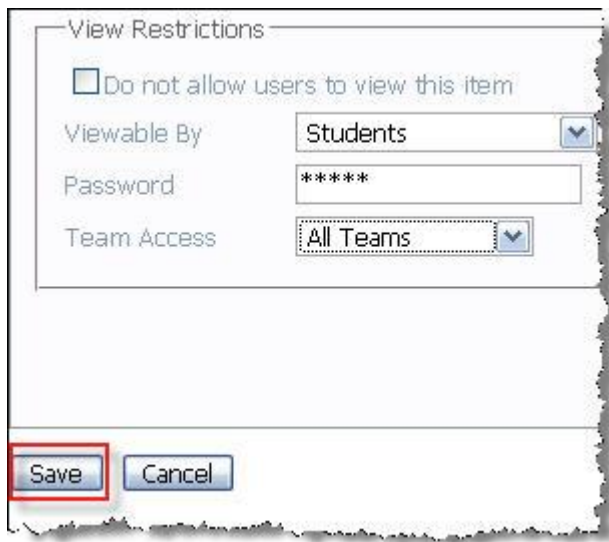 View Restrictions
Do not allow users to view this item
Viewable By Students
Password *****
Team Access All Teams
Save Cancel